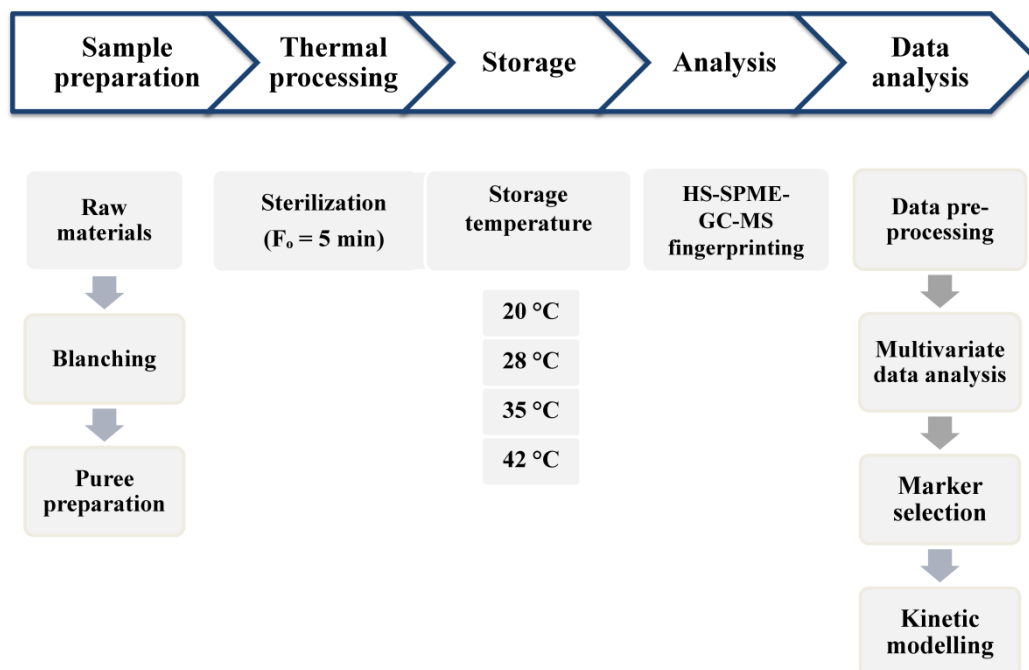 Sample
preparation
Thermal
processing
Storage
Analysis
Data
analysis
Raw
materials
Blanching
Puree
preparation
Sterilization
(Fₒ = 5 min)
Storage
temperature
20 °C
28 °C
35 °C
42 °C
HS-SPME-
GC-MS
fingerprinting
Data pre-
processing
Multivariate
data analysis
Marker
selection
Kinetic
modelling